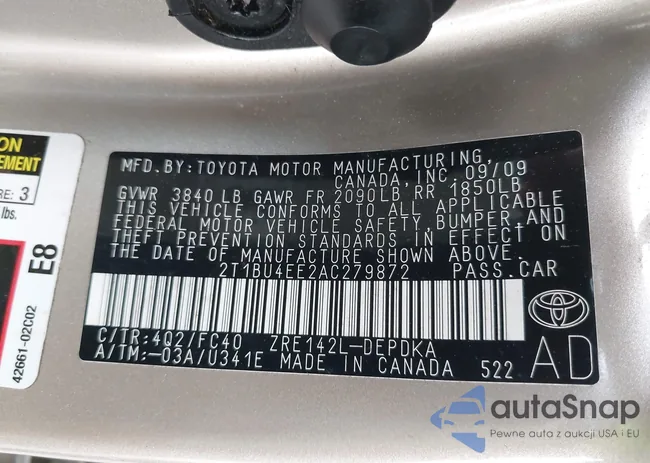 MFD. BY: TOYOTA MOTOR MANUFACTURING,
CANADA, INC. 09/09
GVWR 3840 LB GAWR FR 2090LB, RR 1850LB
THIS VEHICLE CONFORMS TO ALL APPLICABLE
FEDERAL MOTOR VEHICLE SAFETY, BUMPER AND
THEFT PREVENTION STANDARDS IN EFFECT ON
THE DATE OF MANUFACTURE SHOWN ABOVE.
2T1BU4EE2AC279872 PASS. CAR
C/TR: 4Q2/FC40 ZRE142L-DEPDKA
A/TM: -03A/U341E MADE IN CANADA 522
AD
ION
EMENT
RE: 3
lbs.
E8
42661-02C02
autaSnap
Pewne auta z aukcji USA i EU